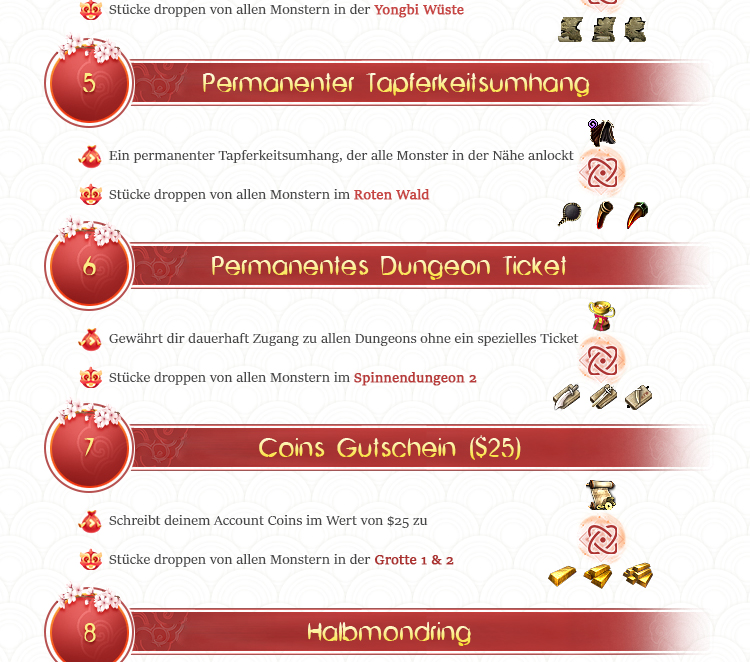 Stücke droppen von allen Monstern in der Yongbi Wüste
5
Permanenter Tapferkeitsumhang
Ein permanenter Tapferkeitsumhang, der alle Monster in der Nähe anlockt
Stücke droppen von allen Monstern im Roten Wald
6
Permanentes Dungeon Ticket
Gewährt dir dauerhaft Zugang zu allen Dungeons ohne ein spezielles Ticket
Stücke droppen von allen Monstern im Spinnendungeon 2
7
Coins Gutschein ($25)
Schreibt deinem Account Coins im Wert von $25 zu
Stücke droppen von allen Monstern in der Grotte 1 & 2
8
Halbmondring